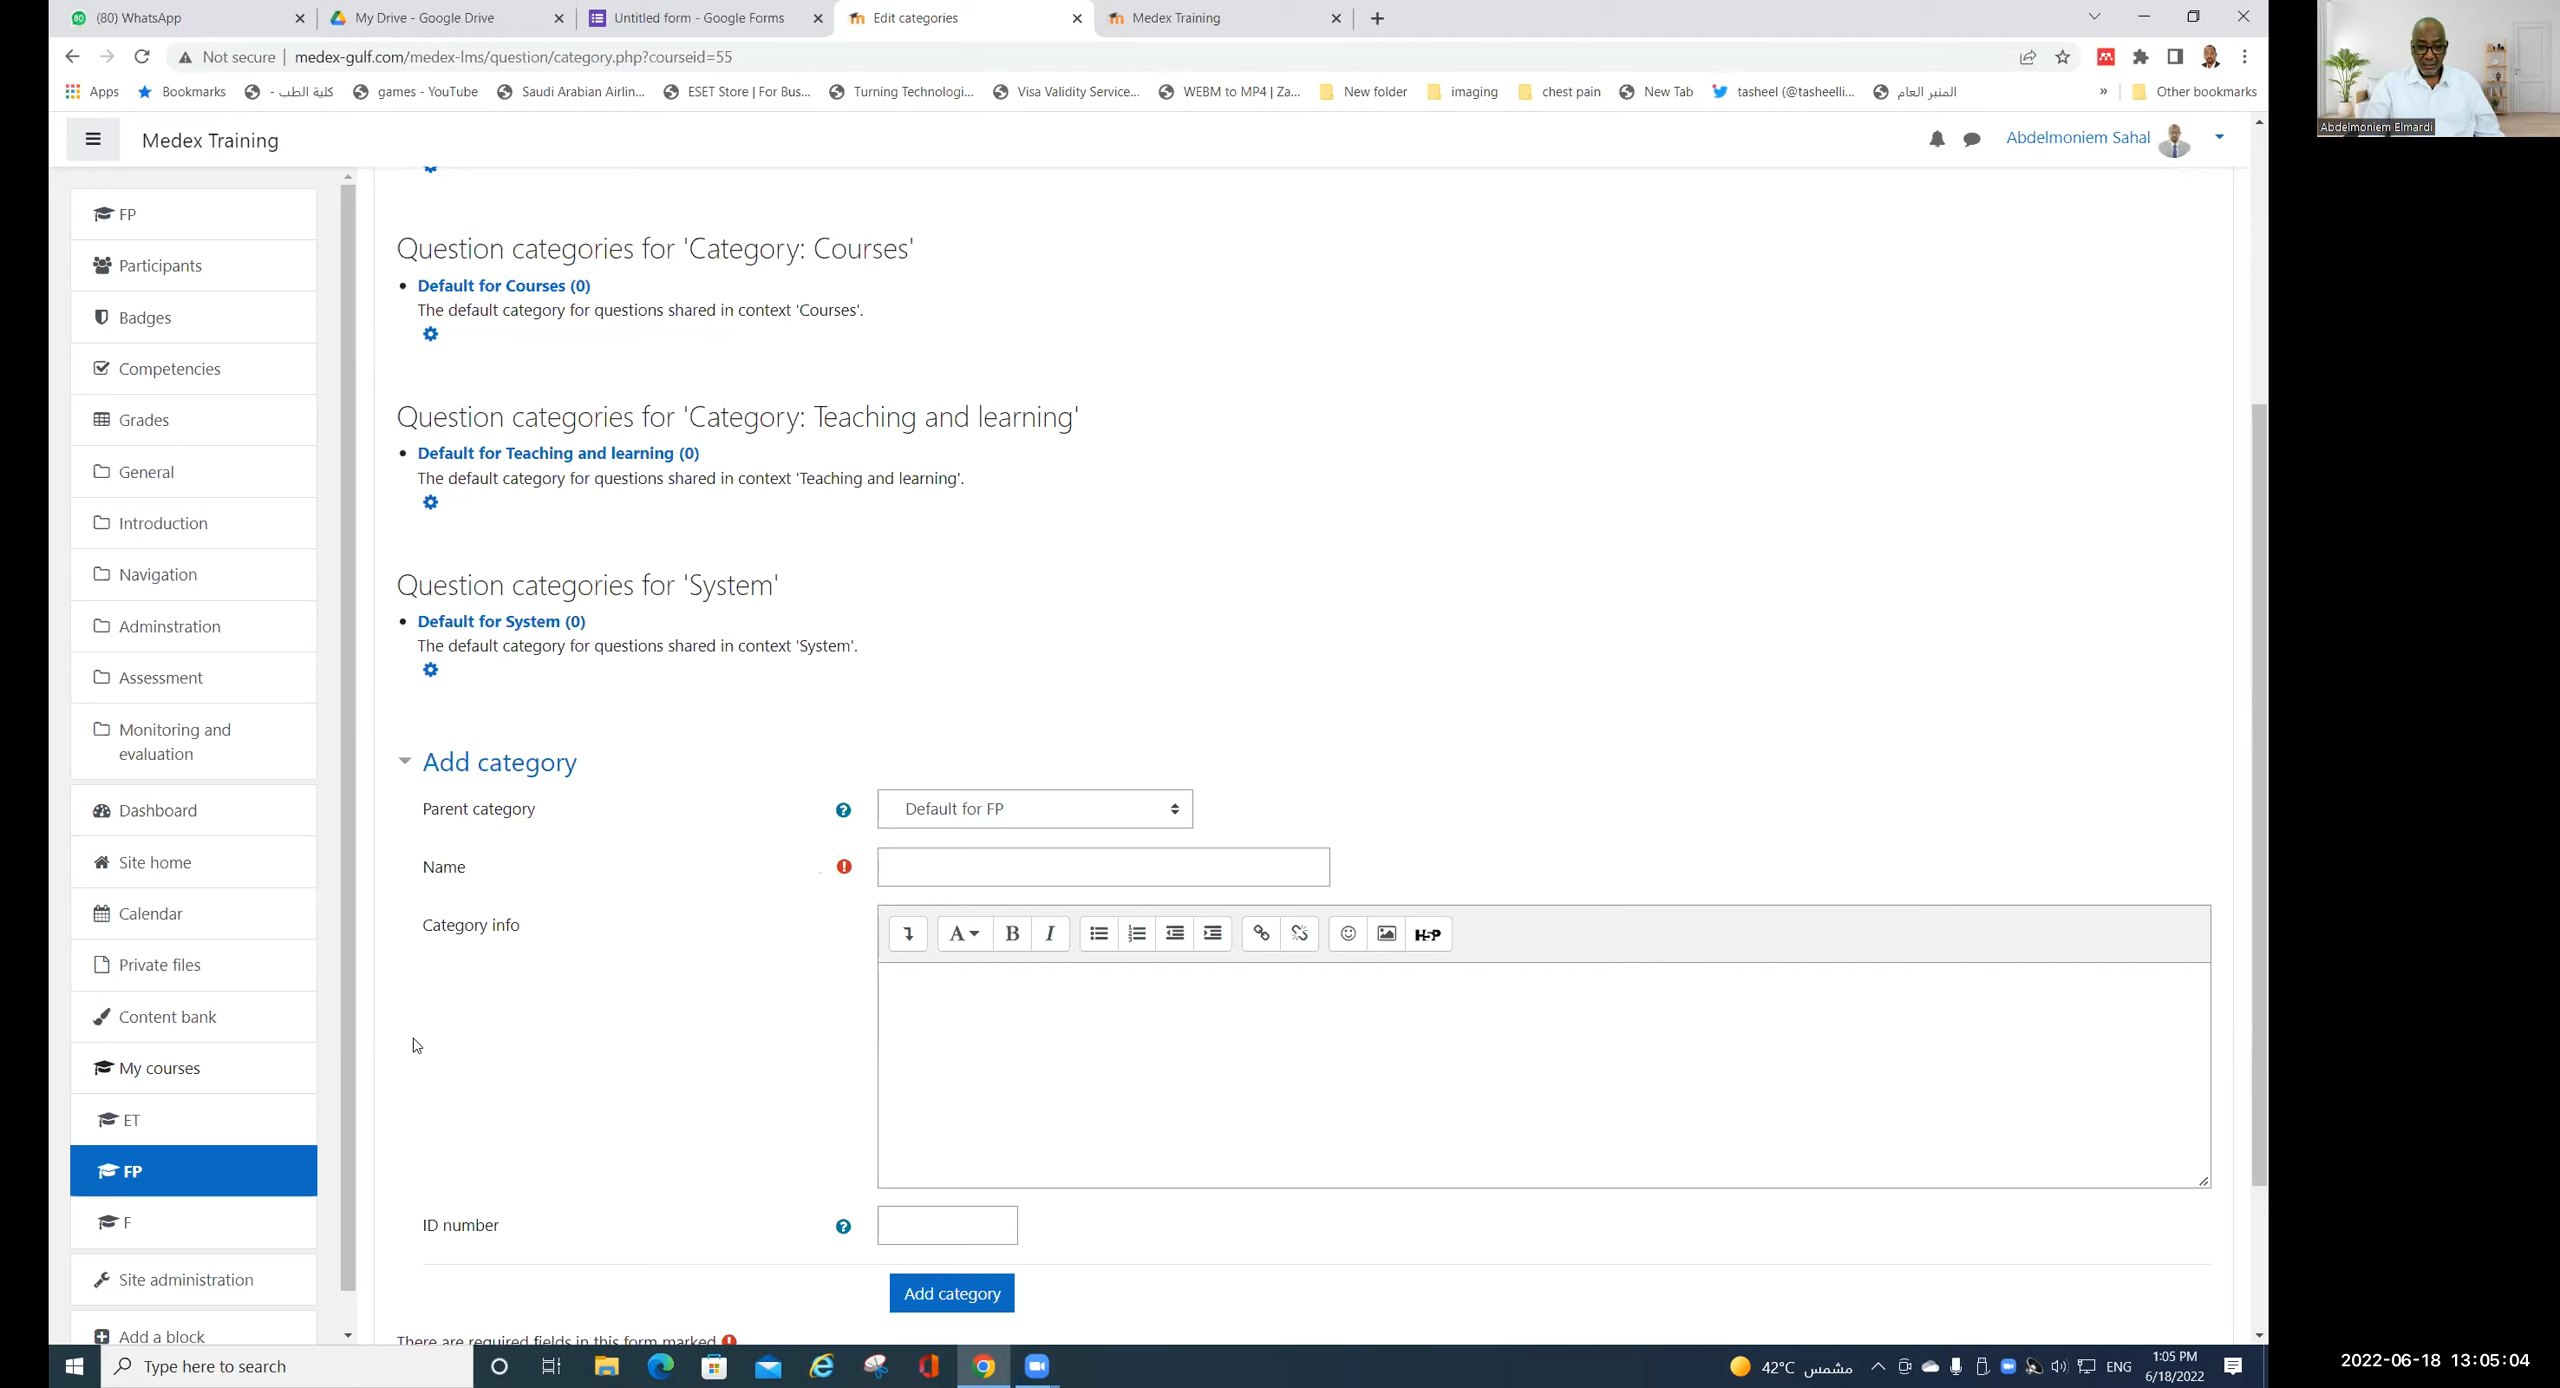 (80) WhatsApp
My Drive - Google Drive
Untitled form - Google Forms
Edit categories
Medex Training
Not secure
medex-gulf.com/medex-lms/question/category.php?courseid=55
Apps
Bookmarks
كلية الطب -
games - YouTube
Saudi Arabian Airlin...
ESET Store | For Bus...
Turning Technologi...
Visa Validity Service...
WEBM to MP4 | Za...
New folder
imaging
chest pain
New Tab
tasheel (@tasheelli...
المنبر العام
»
Other bookmarks
Abdelmoniem Elmardi
Medex Training
Abdelmoniem Sahal
FP
Participants
Badges
Competencies
Grades
General
Introduction
Navigation
Adminstration
Assessment
Monitoring and
evaluation
Dashboard
Site home
Calendar
Private files
Content bank
My courses
ET
FP
F
Site administration
Add a block
Question categories for 'Category: Courses'
Default for Courses (0)
The default category for questions shared in context 'Courses'.
Question categories for 'Category: Teaching and learning'
Default for Teaching and learning (0)
The default category for questions shared in context 'Teaching and learning'.
Question categories for 'System'
Default for System (0)
The default category for questions shared in context 'System'.
Add category
Parent category
Default for FP
Name
Category info
A B I
H5P
ID number
Add category
There are required fields in this form marked
Type here to search
42°C مشمس
ENG
1:05 PM
6/18/2022
2022-06-18 13:05:04